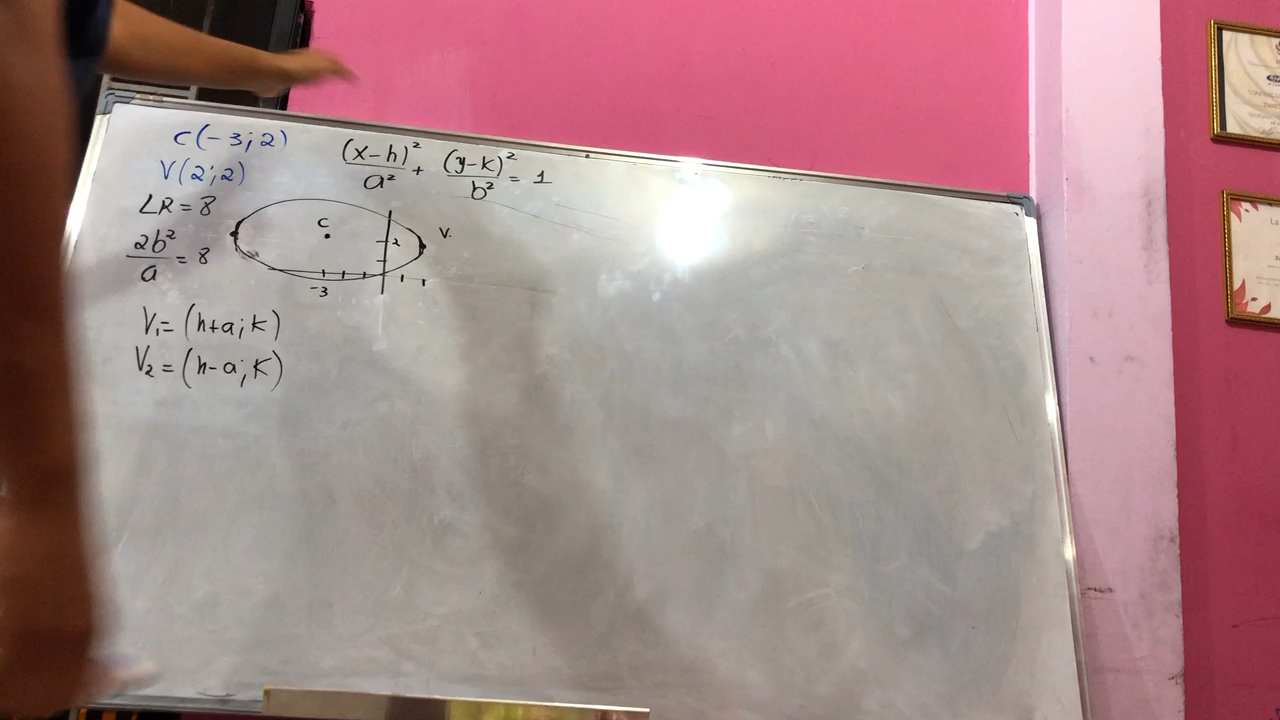 C(-3;2)
V(2;2)
LR = 8
2b²/a = 8
(x-h)²/a² + (y-k)²/b² = 1
C
V.
2
-3
V₁ = (h+a; k)
V₂ = (h-a; k)